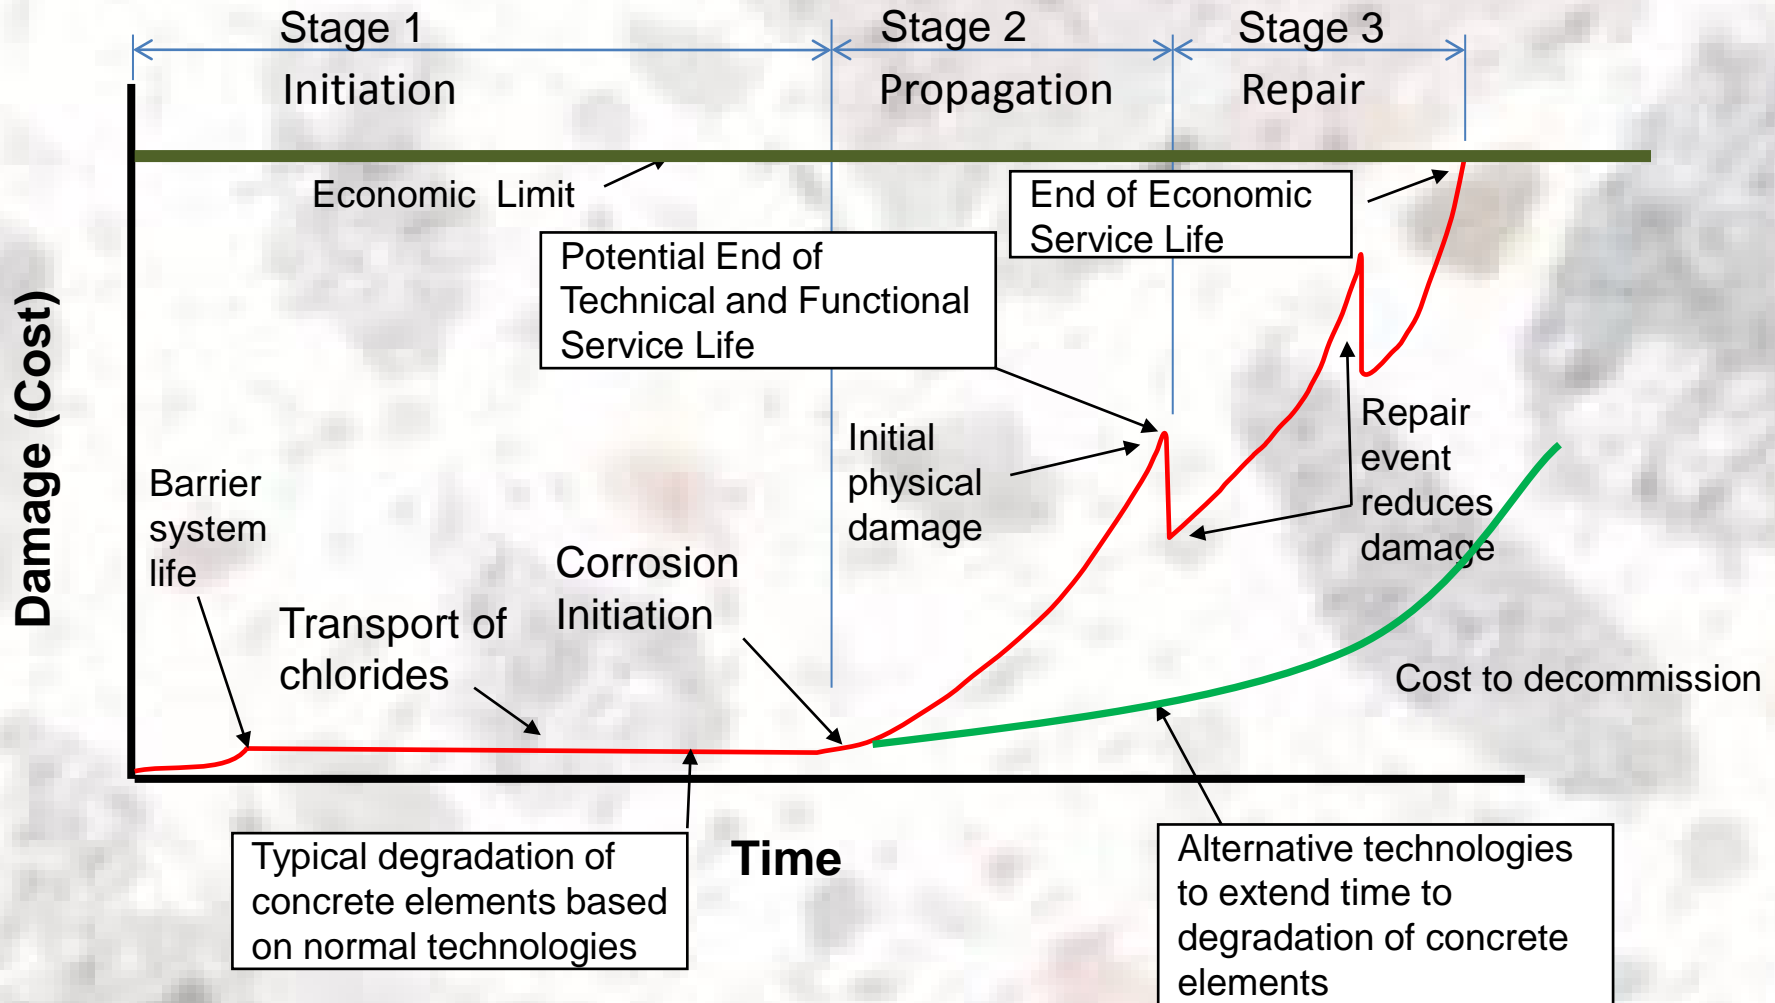 Stage 1
Stage 2
Stage 3
Initiation
Propagation
Repair
Economic Limit
End of Economic
Service Life
Potential End of
Technical and Functional
Service Life
Damage (Cost)
Initial
physical
damage
Repair
event
reduces
damage
Barrier
system
life
Corrosion
Initiation
Transport of
chlorides
Cost to decommission
Time
Typical degradation of
concrete elements based
on normal technologies
Alternative technologies
to extend time to
degradation of concrete
elements